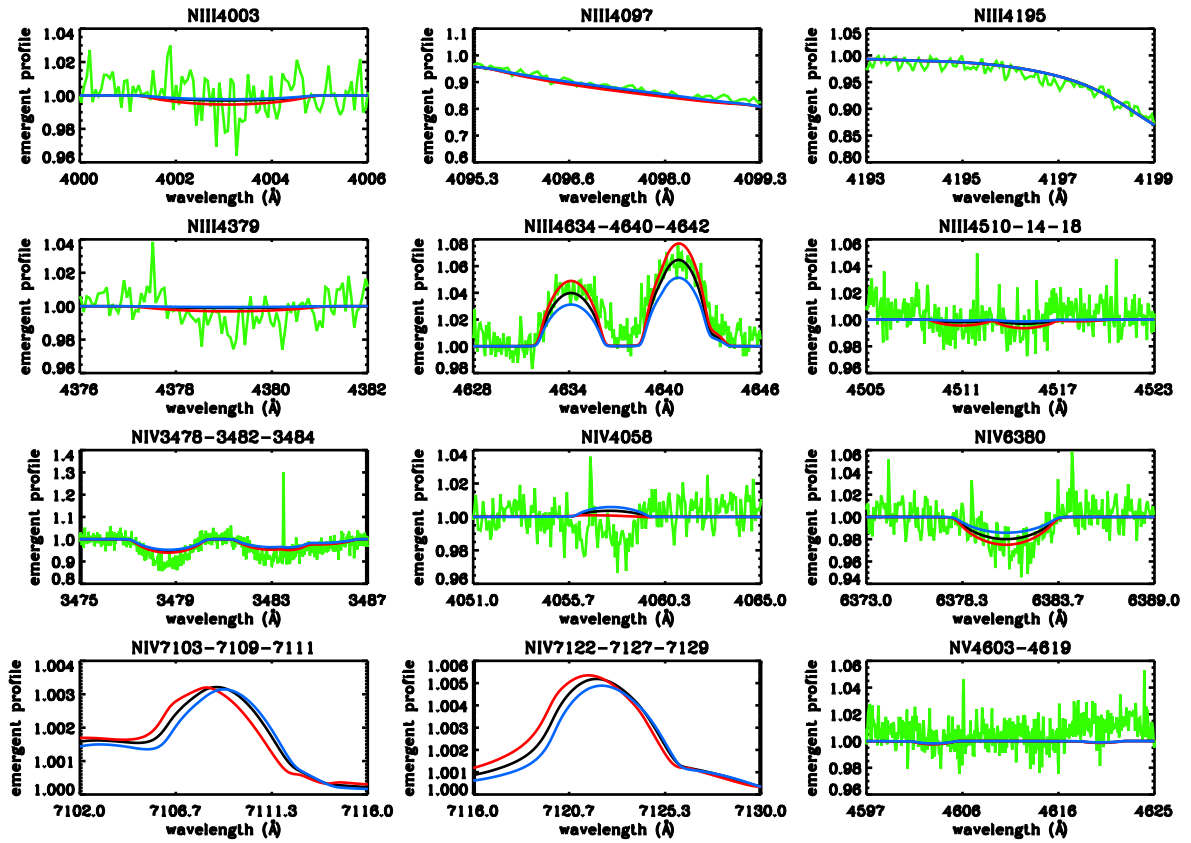 NIII4003 NIII4097 NIII4195
emergent profile emergent profile emergent profile
1.04 1.1 1.05
1.02 1.0 1.00
1.00 0.9 0.95
0.98 0.8 0.90
0.96 0.7 0.85
0.6 0.80
4000 4002 4004 4006 4095.3 4096.6 4098.0 4099.3 4193 4195 4197 4199
wavelength (Å) wavelength (Å) wavelength (Å)
NIII4379 NIII4634-4640-4642 NIII4510-14-18
emergent profile emergent profile emergent profile
1.04 1.08 1.06
1.02 1.06 1.04
1.00 1.04 1.02
0.98 1.02 1.00
0.96 1.00 0.98
0.98 0.96
4376 4378 4380 4382 4628 4634 4640 4646 4505 4511 4517 4523
wavelength (Å) wavelength (Å) wavelength (Å)
NIV3478-3482-3484 NIV4058 NIV6380
emergent profile emergent profile emergent profile
1.4 1.04 1.06
1.3 1.02 1.04
1.2 1.00 1.02
1.1 0.98 1.00
1.0 0.96 0.98
0.9 0.96
0.8 0.94
3475 3479 3483 3487 4051.0 4055.7 4060.3 4065.0 6373.0 6378.3 6383.7 6389.0
wavelength (Å) wavelength (Å) wavelength (Å)
NIV7103-7109-7111 NIV7122-7127-7129 NV4603-4619
emergent profile emergent profile emergent profile
1.004 1.006 1.06
1.003 1.005 1.04
1.002 1.004 1.02
1.001 1.003 1.00
1.000 1.002 0.98
1.001 0.96
1.000
7102.0 7106.7 7111.3 7116.0 7116.0 7120.7 7125.3 7130.0 4597 4606 4616 4625
wavelength (Å) wavelength (Å) wavelength (Å)